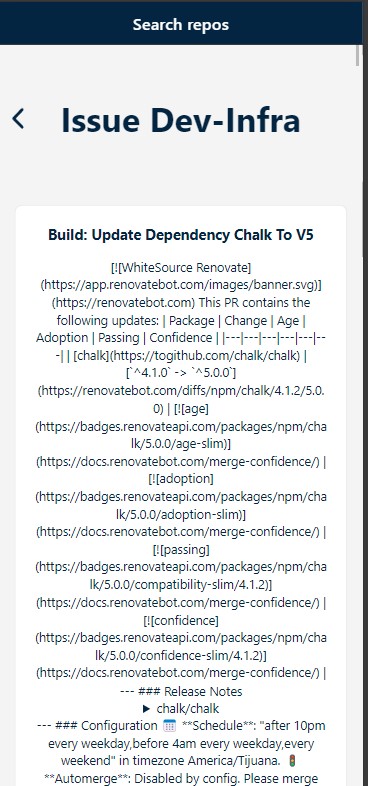 Search repos
Issue Dev-Infra
Build: Update Dependency Chalk To V5
[![WhiteSource Renovate]
(https://app.renovatebot.com/images/banner.svg)]
(https://renovatebot.com) This PR contains the
following updates: | Package | Change | Age |
Adoption | Passing | Confidence | |---|---|---|---|---|--
-| | [chalk](https://togithub.com/chalk/chalk) |
[`^4.1.0` -> `^5.0.0`]
(https://renovatebot.com/diffs/npm/chalk/4.1.2/5.0.
0) | [![age]
(https://badges.renovateapi.com/packages/npm/cha
lk/5.0.0/age-slim)]
(https://docs.renovatebot.com/merge-confidence/) |
[![adoption]
(https://badges.renovateapi.com/packages/npm/cha
lk/5.0.0/adoption-slim)]
(https://docs.renovatebot.com/merge-confidence/) |
[![passing]
(https://badges.renovateapi.com/packages/npm/cha
lk/5.0.0/compatibility-slim/4.1.2)]
(https://docs.renovatebot.com/merge-confidence/) |
[![confidence]
(https://badges.renovateapi.com/packages/npm/cha
lk/5.0.0/confidence-slim/4.1.2)]
(https://docs.renovatebot.com/merge-confidence/) |
--- ### Release Notes
▶ chalk/chalk
--- ### Configuration 📅 **Schedule**: "after 10pm
every weekday,before 4am every weekday,every
weekend" in timezone America/Tijuana. 🚦
**Automerge**: Disabled by config. Please merge